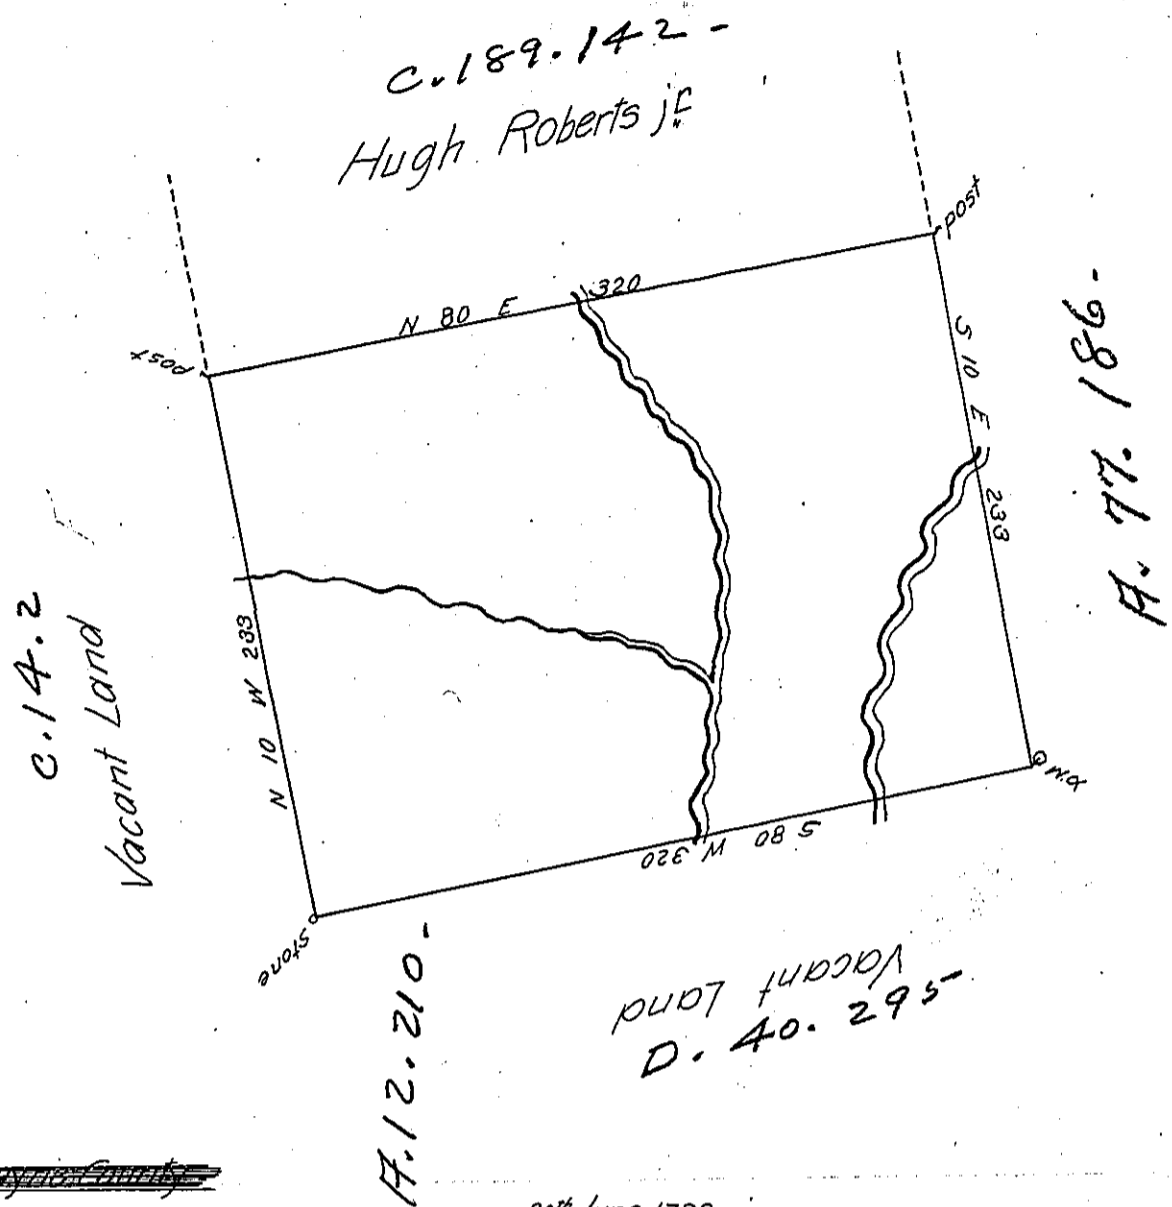 C. 189. 142 -
Hugh Roberts jr
post
post
N 80 E 320
S 10 E 233
A. 77. 186 -
C. 14. 2
Vacant Land
N 10 W 233
S 80 W 320
stone
Vacant Land
D. 40. 295
A. 12. 210 -